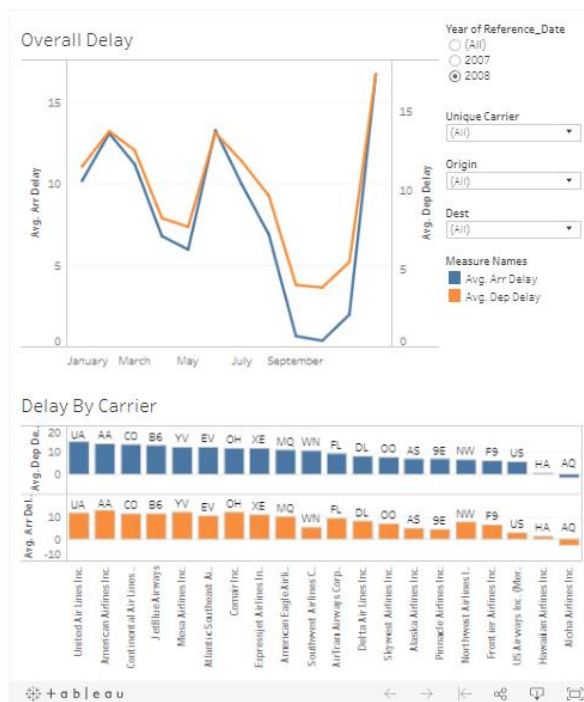 Overall Delay
Year of Reference_Date
(All)
2007
2008
Unique Carrier
(All)
Origin
(All)
Dest
(All)
Measure Names
Avg. Arr Delay
Avg. Dep Delay
Avg. Arr Delay
15
10
5
0
15
10
5
0
Avg. Dep Delay
January March May July September
Delay By Carrier
Avg. Dep De..
20
10
0
UA AA CO B6 YV EV OH XE MQ WN FL DL OO AS 9E NW F9 US HA AQ
Avg. Arr Del..
10
0
-10
UA AA CO B6 YV EV OH XE MQ WN FL DL OO AS 9E NW F9 US HA AQ
United Air Lines Inc.
American Airlines Inc.
Continental Air Lines ..
JetBlue Airways
Mesa Airlines Inc.
Atlantic Southeast Ai..
Comair Inc.
Expressjet Airlines In..
American Eagle Airli..
Southwest Airlines C..
AirTran Airways Corp..
Delta Air Lines Inc.
Skywest Airlines Inc.
Alaska Airlines Inc.
Pinnacle Airlines Inc.
Northwest Airlines I..
Frontier Airlines Inc.
US Airways Inc. (Mer..
Hawaiian Airlines Inc.
Aloha Airlines Inc.
+ableau